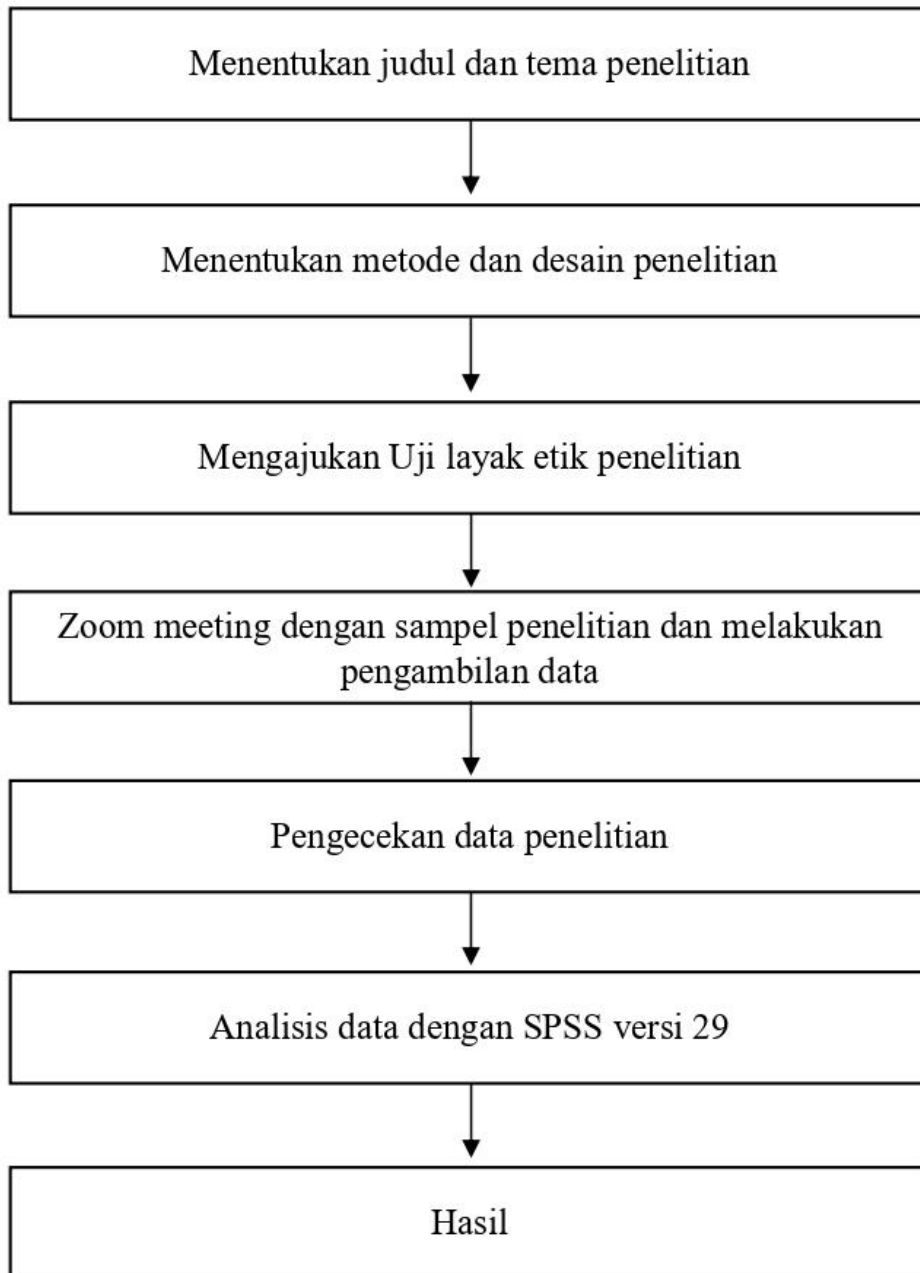 Menentukan judul dan tema penelitian
Menentukan metode dan desain penelitian
Mengajukan Uji layak etik penelitian
Zoom meeting dengan sampel penelitian dan melakukan
pengambilan data
Pengecekan data penelitian
Analisis data dengan SPSS versi 29
Hasil